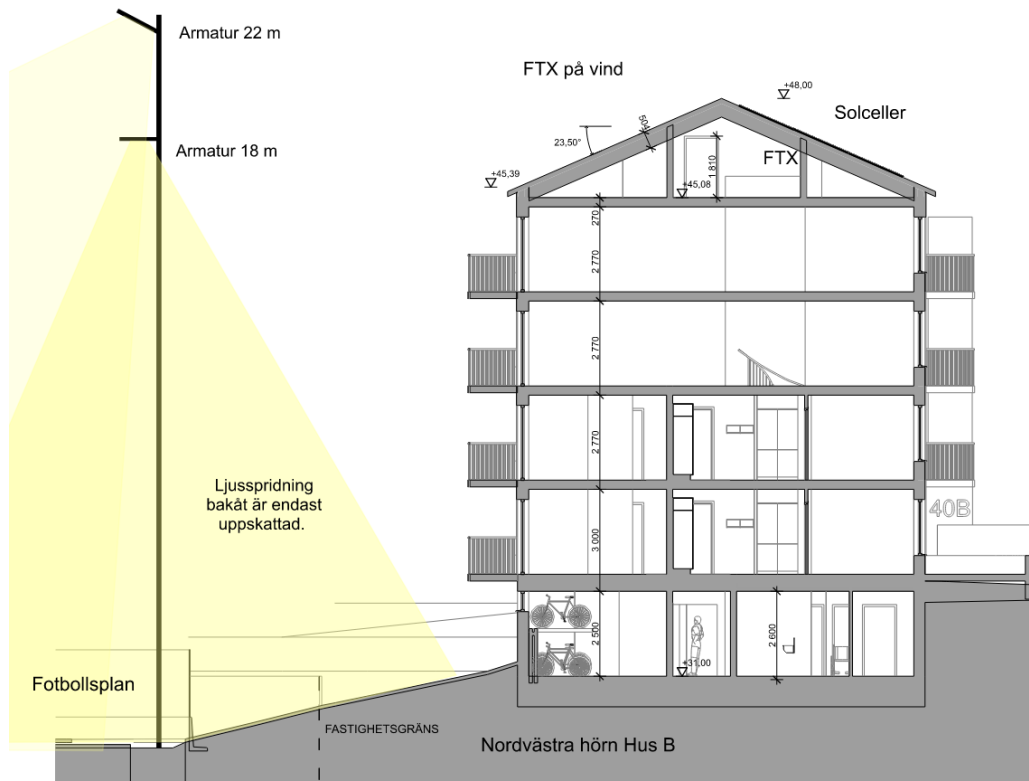 Armatur 22 m
FTX på vind
+48,00
Solceller
504
23,50°
Armatur 18 m
FTX
1 810
+45,39
+45,08
270
2 770
2 770
2 770
Ljusspridning
bakåt är endast
uppskattad.
40B
3 000
2 500
2 600
+31,00
Fotbollsplan
FASTIGHETSGRÄNS
Nordvästra hörn Hus B